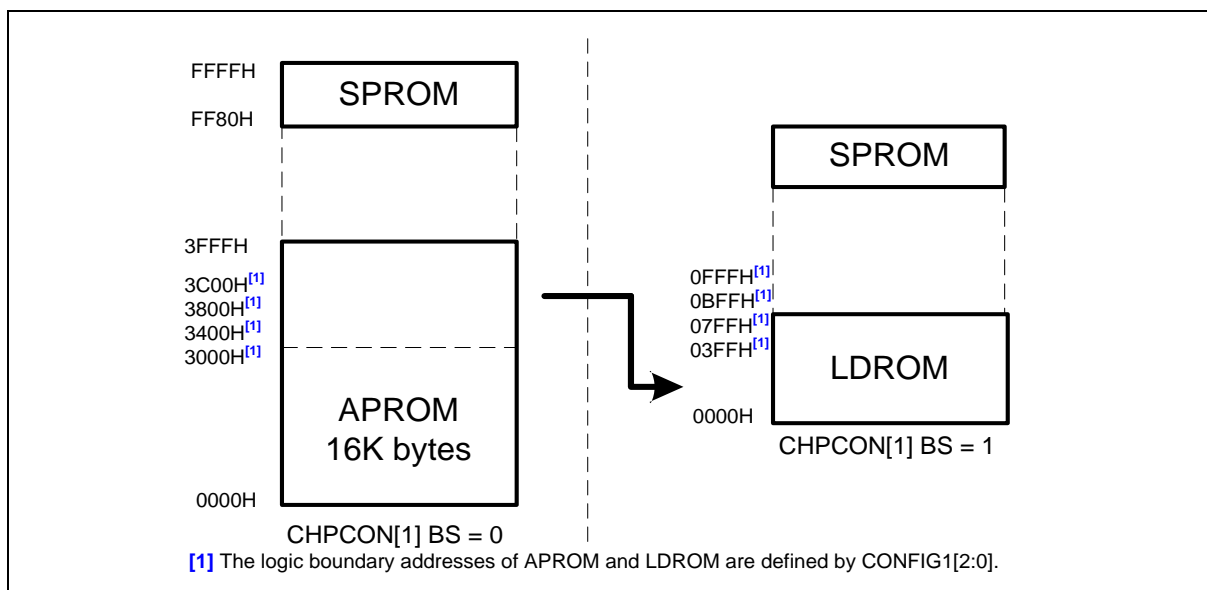 FFFFH
SPROM
FF80H
SPROM
3FFFH
3C00H[1]
3800H[1]
3400H[1]
3000H[1]
APROM
16K bytes
0000H
CHPCON[1] BS = 0
0FFFH[1]
0BFFH[1]
07FFH[1]
03FFH[1]
LDROM
0000H
CHPCON[1] BS = 1
[1] The logic boundary addresses of APROM and LDROM are defined by CONFIG1[2:0].